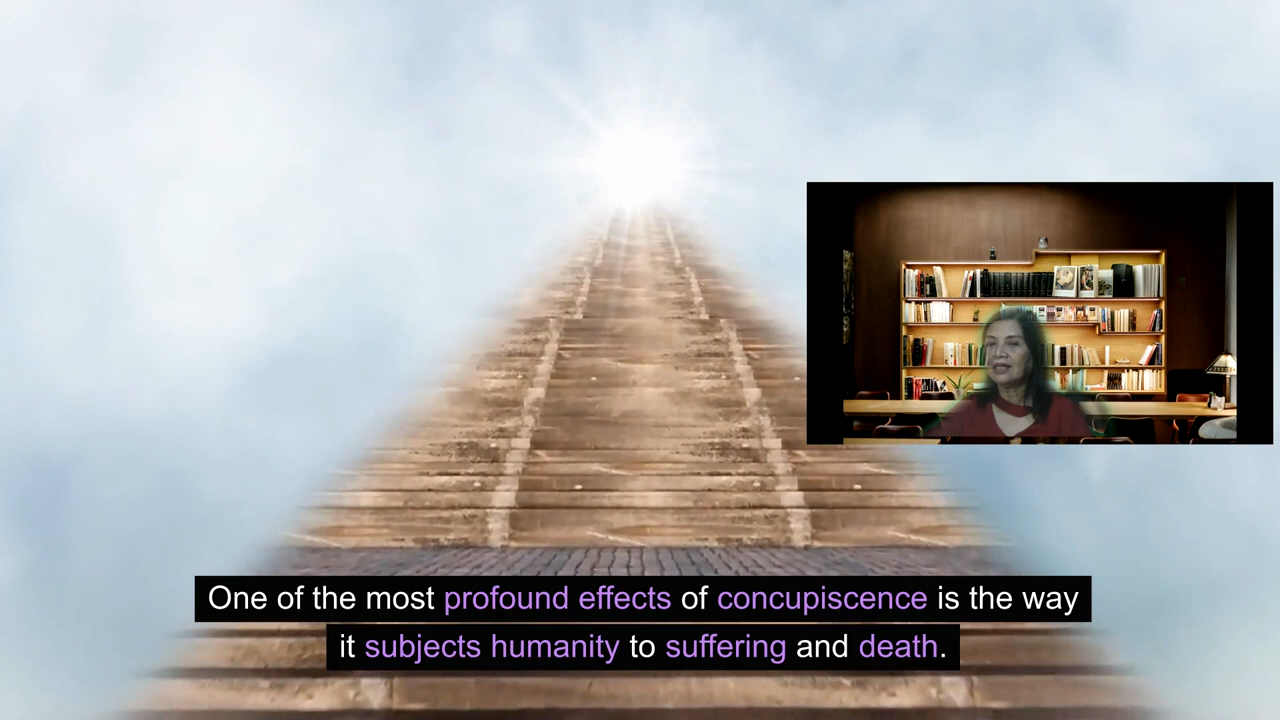 One of the most profound effects of concupiscence is the way
it subjects humanity to suffering and death.